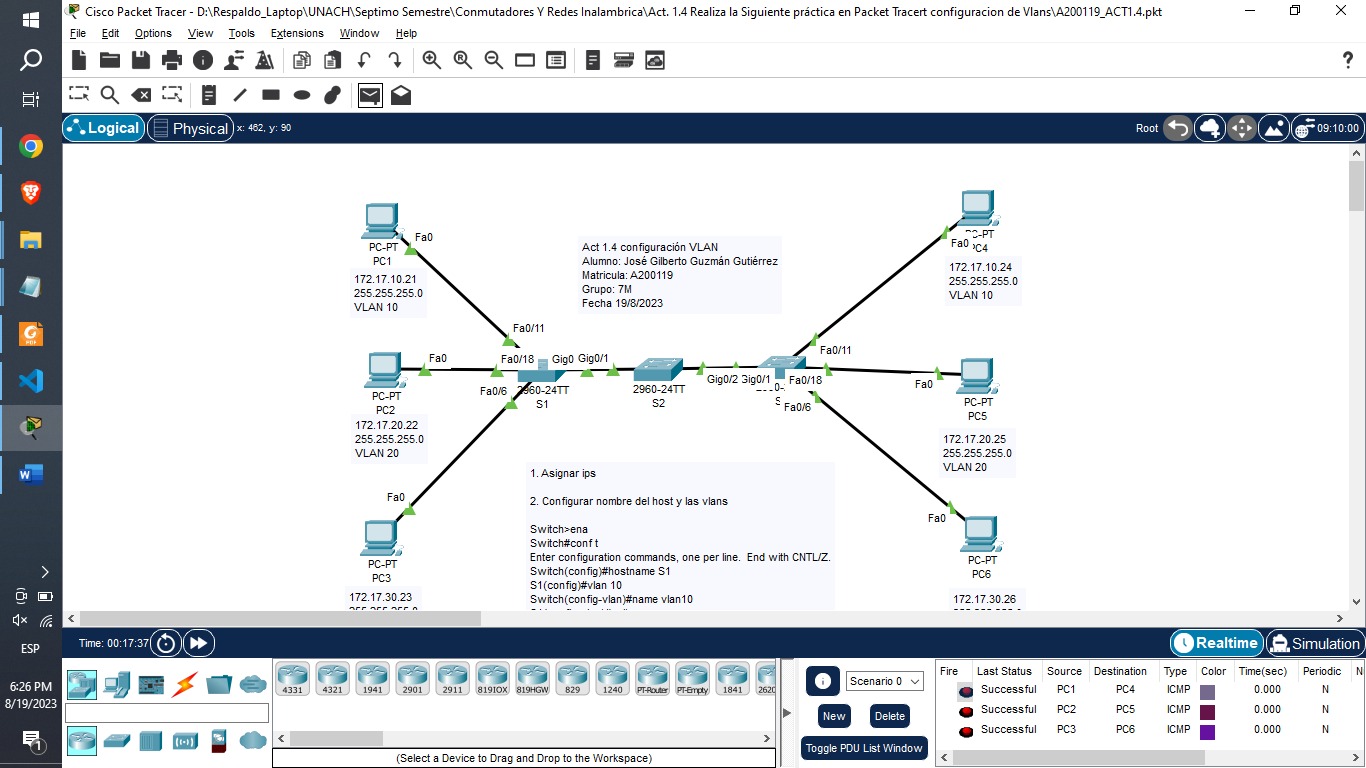 Cisco Packet Tracer - D:\Respaldo_Laptop\UNACH\Septimo Semestre\Conmutadores Y Redes Inalambrica\Act. 1.4 Realiza la Siguiente práctica en Packet Tracert configuracion de Vlans\A200119_ACT1.4.pkt
File Edit Options View Tools Extensions Window Help
?
Logical Physical x: 462, y: 90 Root 09:10:00
PC-PT
PC1
Fa0
172.17.10.21
255.255.255.0
VLAN 10
Act 1.4 configuración VLAN
Alumno: José Gilberto Guzmán Gutiérrez
Matricula: A200119
Grupo: 7M
Fecha 19/8/2023
Fa0
PC4
172.17.10.24
255.255.255.0
VLAN 10
Fa0/11
Fa0/18
Fa0/6
Gig0
2960-24TT
S1
Gig0/1
2960-24TT
S2
Gig0/2
Gig0/1
Fa0/11
Fa0/18
Fa0/6
Fa0
PC-PT
PC2
172.17.20.22
255.255.255.0
VLAN 20
Fa0
PC-PT
PC5
172.17.20.25
255.255.255.0
VLAN 20
Fa0
PC-PT
PC3
172.17.30.23
1. Asignar ips
2. Configurar nombre del host y las vlans
Switch>ena
Switch#conf t
Enter configuration commands, one per line. End with CNTL/Z.
Switch(config)#hostname S1
S1(config)#vlan 10
Switch(config-vlan)#name vlan10
Fa0
PC-PT
PC6
172.17.30.26
Time: 00:17:37
Realtime Simulation
4331 4321 1941 2901 2911 819IOX 819HGW 829 1240 PT-Router PT-Empty 1841 2620
(Select a Device to Drag and Drop to the Workspace)
Scenario 0
New Delete
Toggle PDU List Window
Fire Last Status Source Destination Type Color Time(sec) Periodic N
Successful PC1 PC4 ICMP 0.000 N
Successful PC2 PC5 ICMP 0.000 N
Successful PC3 PC6 ICMP 0.000 N
ESP
6:26 PM
8/19/2023
1